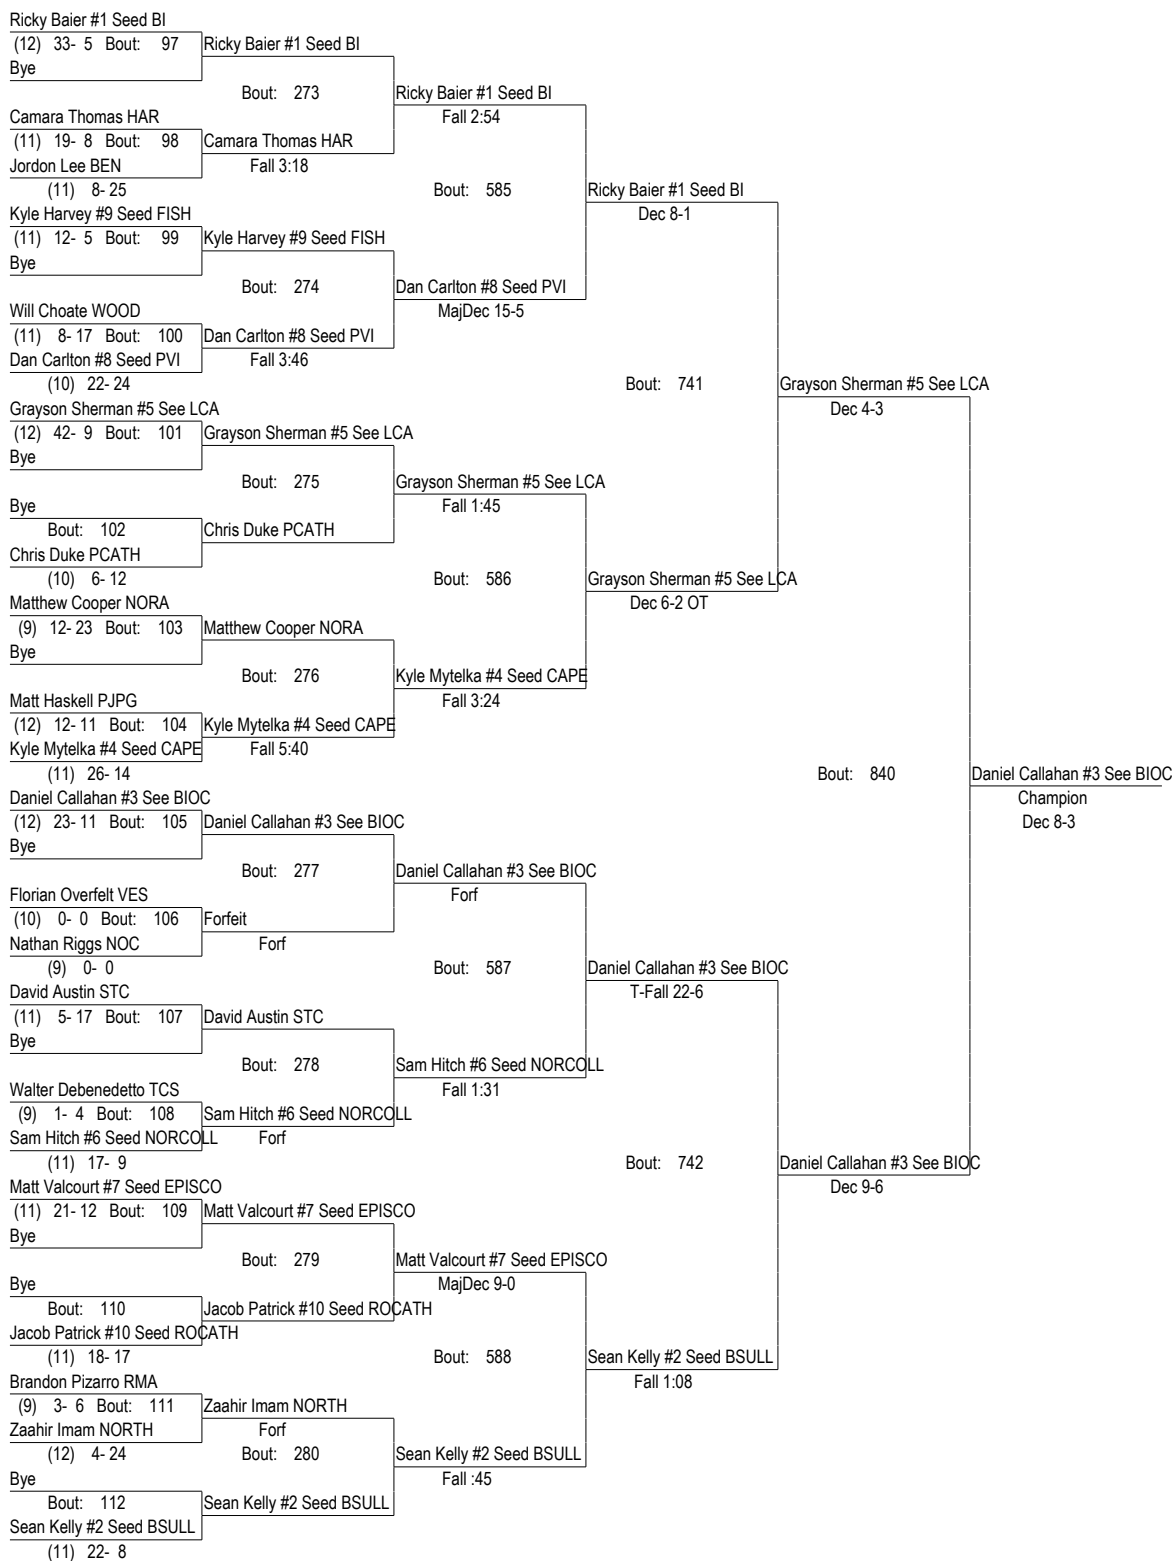 Ricky Baier #1 Seed BI
(12) 33- 5 Bout: 97 Ricky Baier #1 Seed BI
Bye
Bout: 273 Ricky Baier #1 Seed BI
Camara Thomas HAR Fall 2:54
(11) 19- 8 Bout: 98 Camara Thomas HAR
Jordon Lee BEN Fall 3:18
(11) 8- 25 Bout: 585 Ricky Baier #1 Seed BI
Kyle Harvey #9 Seed FISH Dec 8-1
(11) 12- 5 Bout: 99 Kyle Harvey #9 Seed FISH
Bye
Bout: 274 Dan Carlton #8 Seed PVI
Will Choate WOOD MajDec 15-5
(11) 8- 17 Bout: 100 Dan Carlton #8 Seed PVI
Dan Carlton #8 Seed PVI Fall 3:46
(10) 22- 24 Bout: 741 Grayson Sherman #5 See LCA
Grayson Sherman #5 See LCA Dec 4-3
(12) 42- 9 Bout: 101 Grayson Sherman #5 See LCA
Bye
Bout: 275 Grayson Sherman #5 See LCA
Bye Fall 1:45
Bout: 102 Chris Duke PCATH
Chris Duke PCATH
(10) 6- 12 Bout: 586 Grayson Sherman #5 See LCA
Matthew Cooper NORA Dec 6-2 OT
(9) 12- 23 Bout: 103 Matthew Cooper NORA
Bye
Bout: 276 Kyle Mytelka #4 Seed CAPE
Matt Haskell PJPG Fall 3:24
(12) 12- 11 Bout: 104 Kyle Mytelka #4 Seed CAPE
Kyle Mytelka #4 Seed CAPE Fall 5:40
(11) 26- 14 Bout: 840 Daniel Callahan #3 See BIOC
Daniel Callahan #3 See BIOC Champion
(12) 23- 11 Bout: 105 Daniel Callahan #3 See BIOC Dec 8-3
Bye
Bout: 277 Daniel Callahan #3 See BIOC
Florian Overfelt VES Forf
(10) 0- 0 Bout: 106 Forfeit
Nathan Riggs NOC Forf
(9) 0- 0 Bout: 587 Daniel Callahan #3 See BIOC
David Austin STC T-Fall 22-6
(11) 5- 17 Bout: 107 David Austin STC
Bye
Bout: 278 Sam Hitch #6 Seed NORCOLL
Walter Debenedetto TCS Fall 1:31
(9) 1- 4 Bout: 108 Sam Hitch #6 Seed NORCOLL
Sam Hitch #6 Seed NORCOLL Forf
(11) 17- 9 Bout: 742 Daniel Callahan #3 See BIOC
Matt Valcourt #7 Seed EPISCO Dec 9-6
(11) 21- 12 Bout: 109 Matt Valcourt #7 Seed EPISCO
Bye
Bout: 279 Matt Valcourt #7 Seed EPISCO
Bye MajDec 9-0
Bout: 110 Jacob Patrick #10 Seed ROCATH
Jacob Patrick #10 Seed ROCATH
(11) 18- 17 Bout: 588 Sean Kelly #2 Seed BSULL
Brandon Pizarro RMA Fall 1:08
(9) 3- 6 Bout: 111 Zaahir Imam NORTH
Zaahir Imam NORTH Forf
(12) 4- 24 Bout: 280 Sean Kelly #2 Seed BSULL
Bye Fall :45
Bout: 112 Sean Kelly #2 Seed BSULL
Sean Kelly #2 Seed BSULL
(11) 22- 8